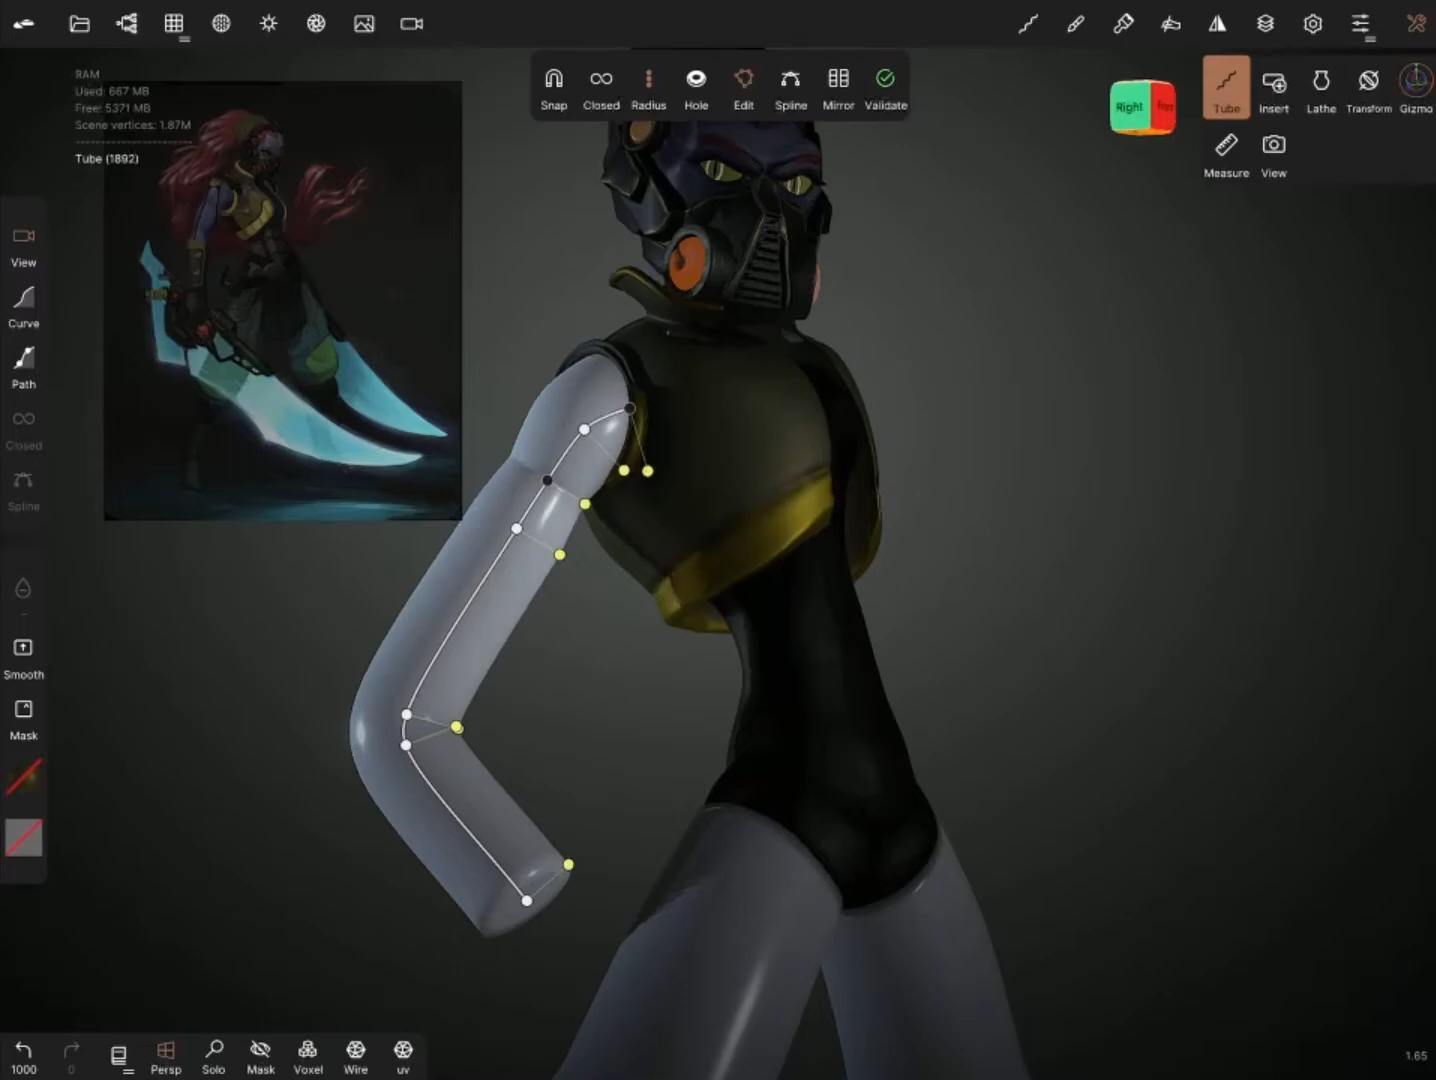 RAM
Used: 667 MB
Free: 5371 MB
Scene vertices: 1.87M
Tube (1892)
Snap
Closed
Radius
Hole
Edit
Spline
Mirror
Validate
Right
Tube
Insert
Lathe
Transform
Gizmo
Measure
View
View
Curve
Path
Closed
Spline
Smooth
Mask
1000
0
Persp
Solo
Mask
Voxel
Wire
uv
1.65